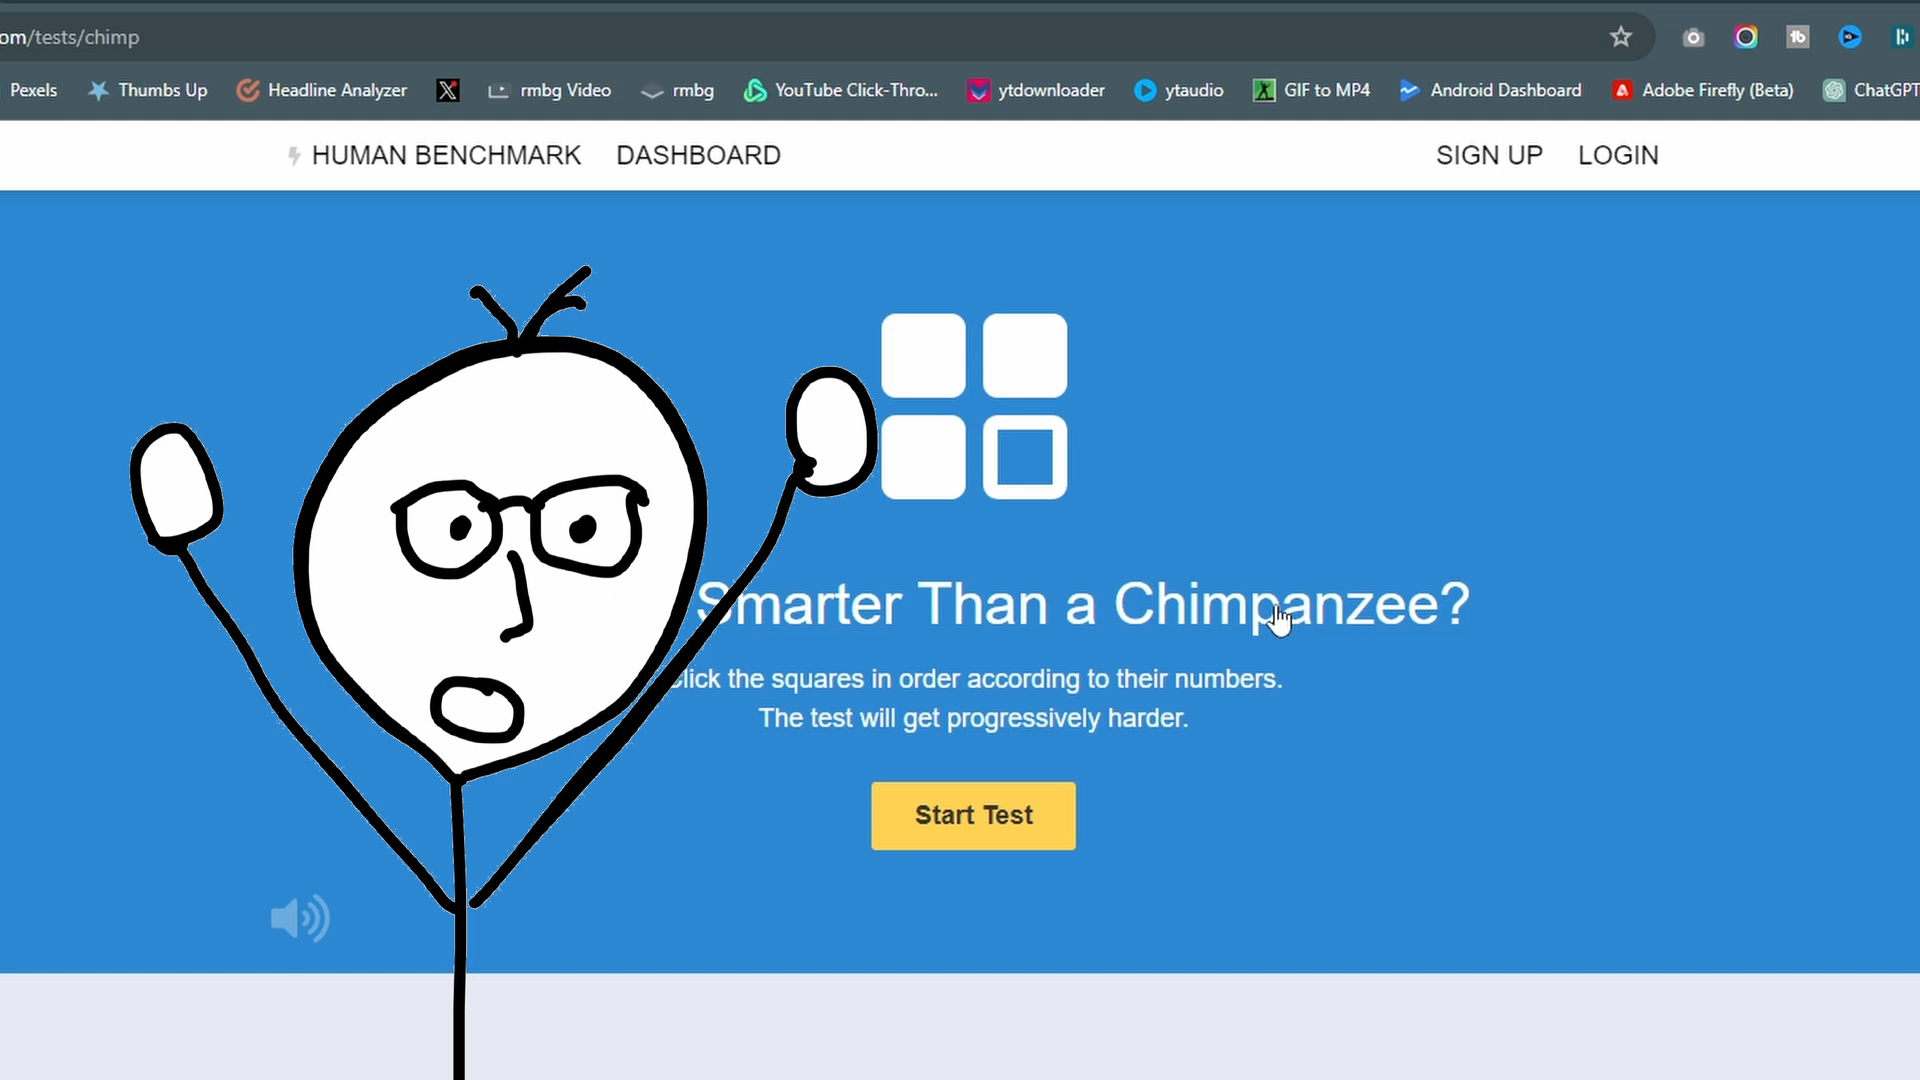 om/tests/chimp
Pexels Thumbs Up Headline Analyzer rmbg Video rmbg YouTube Click-Thro... ytdownloader ytaudio GIF to MP4 Android Dashboard Adobe Firefly (Beta) ChatGPT
HUMAN BENCHMARK DASHBOARD SIGN UP LOGIN
Smarter Than a Chimpanzee?
lick the squares in order according to their numbers.
The test will get progressively harder.
Start Test